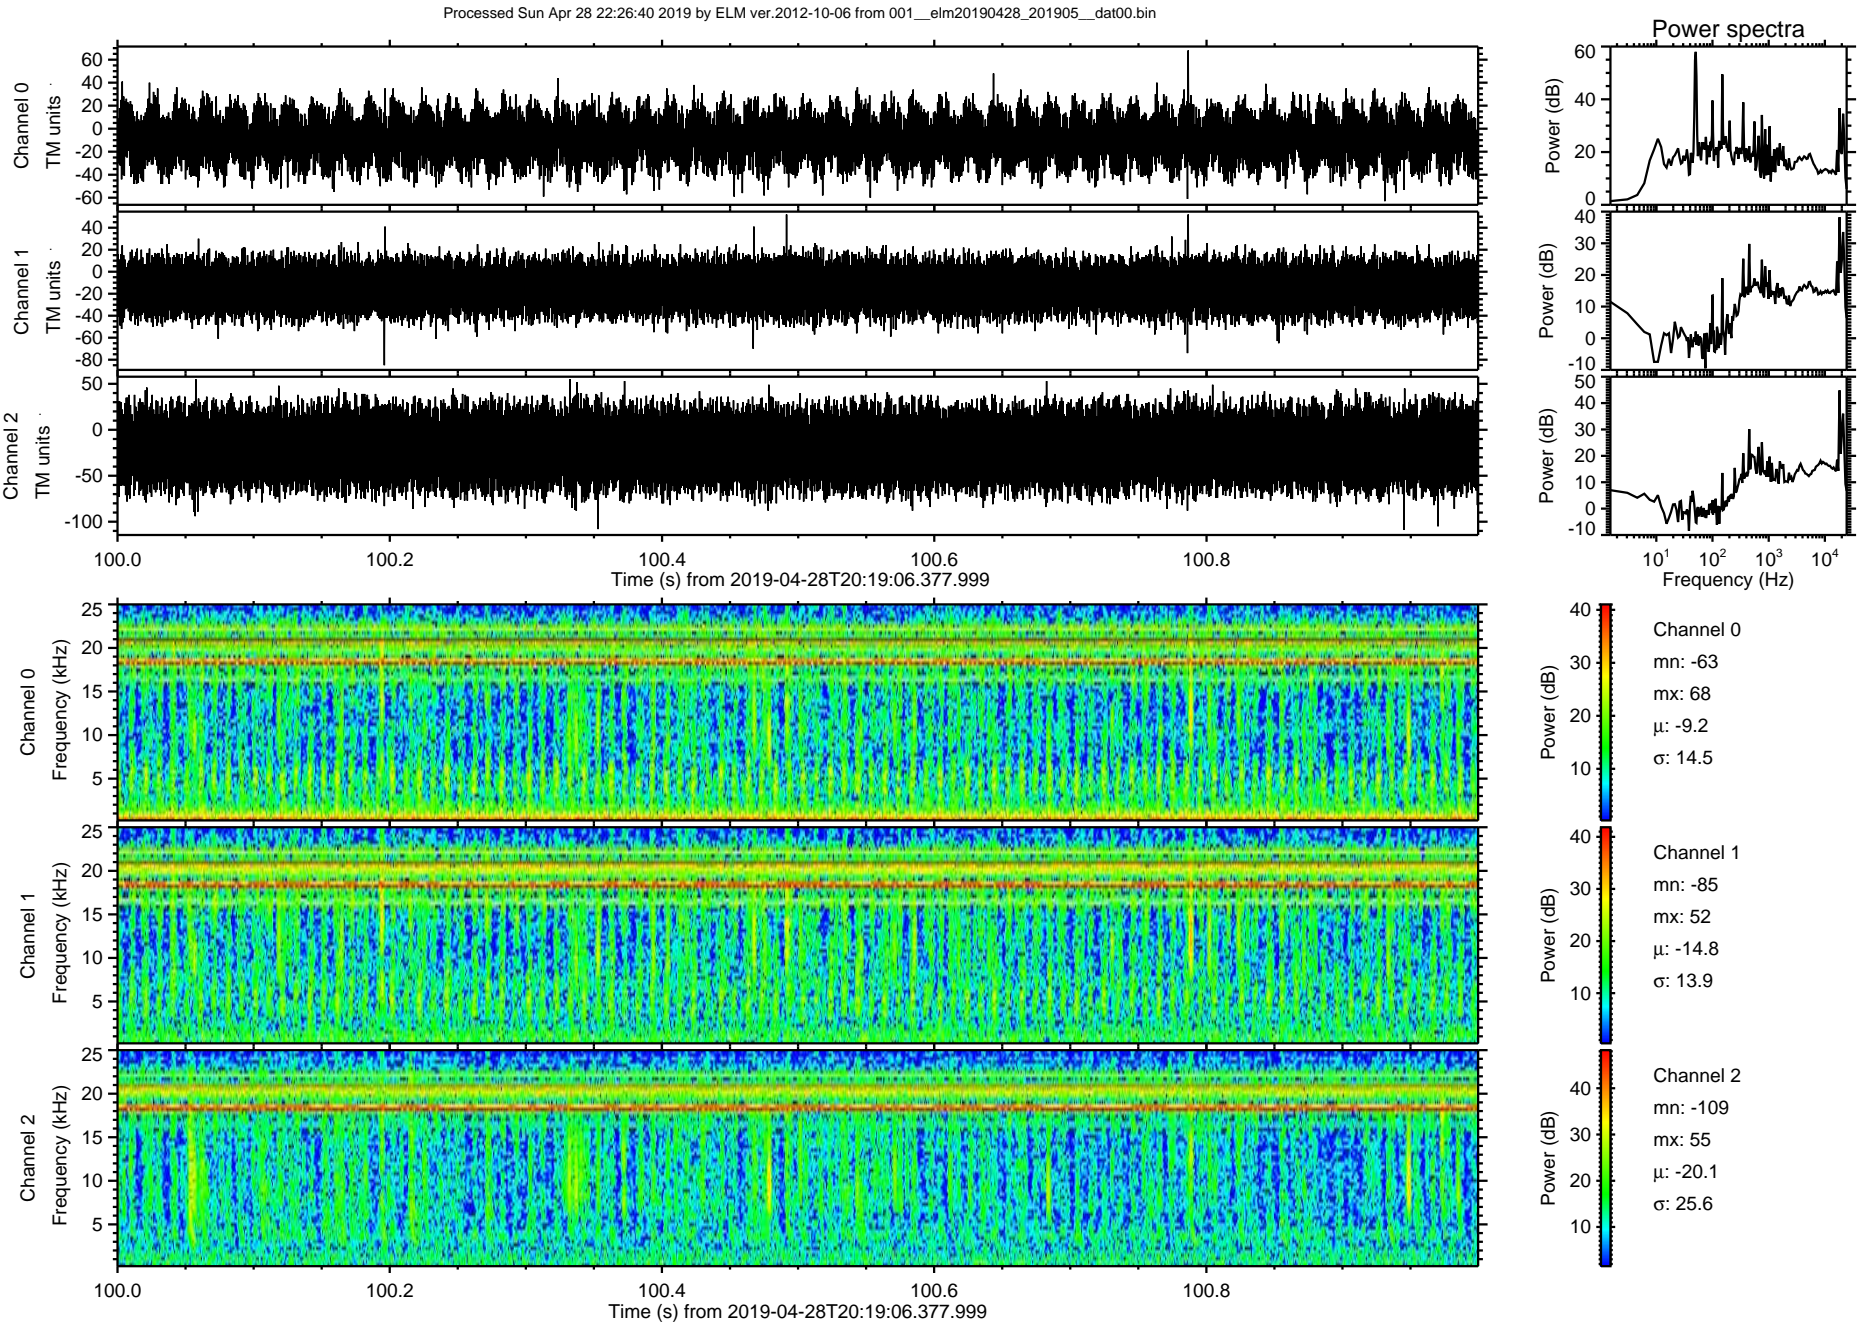 Processed Sun Apr 28 22:26:40 2019 by ELM ver.2012-10-06 from 001__elm20190428_201905__dat00.bin
Power spectra
Channel 0
TM units
60
40
20
0
-20
-40
-60
Power (dB)
60
40
20
0
Channel 1
TM units
40
20
0
-20
-40
-60
-80
Power (dB)
40
30
20
10
0
-10
Channel 2
TM units
50
0
-50
-100
Power (dB)
50
40
30
20
10
0
-10
100.0 100.2 100.4 100.6 100.8
Time (s) from 2019-04-28T20:19:06.377.999
10^1 10^2 10^3 10^4
Frequency (Hz)
Channel 0
Frequency (kHz)
25
20
15
10
5
Power (dB)
40
30
20
10
Channel 0
mn: -63
mx: 68
μ: -9.2
σ: 14.5
Channel 1
Frequency (kHz)
25
20
15
10
5
Power (dB)
40
30
20
10
Channel 1
mn: -85
mx: 52
μ: -14.8
σ: 13.9
Channel 2
Frequency (kHz)
25
20
15
10
5
Power (dB)
40
30
20
10
Channel 2
mn: -109
mx: 55
μ: -20.1
σ: 25.6
100.0 100.2 100.4 100.6 100.8
Time (s) from 2019-04-28T20:19:06.377.999